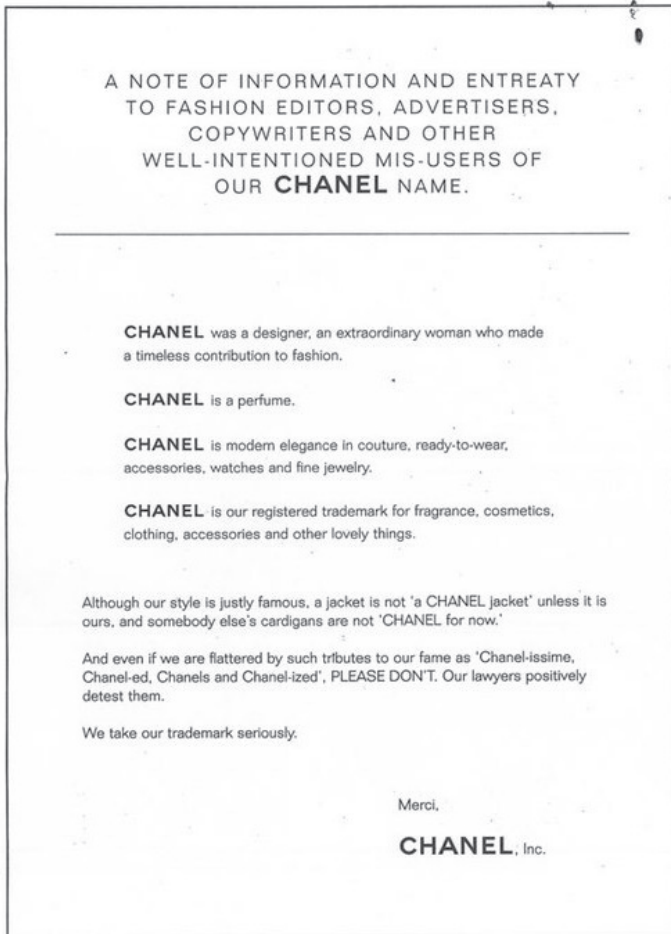 A NOTE OF INFORMATION AND ENTREATY
TO FASHION EDITORS, ADVERTISERS,
COPYWRITERS AND OTHER
WELL-INTENTIONED MIS-USERS OF
OUR CHANEL NAME.
CHANEL was a designer, an extraordinary woman who made
a timeless contribution to fashion.
CHANEL is a perfume.
CHANEL is modern elegance in couture, ready-to-wear,
accessories, watches and fine jewelry.
CHANEL is our registered trademark for fragrance, cosmetics,
clothing, accessories and other lovely things.
Although our style is justly famous, a jacket is not 'a CHANEL jacket' unless it is
ours, and somebody else's cardigans are not 'CHANEL for now.'
And even if we are flattered by such tributes to our fame as 'Chanel-issime,
Chanel-ed, Chanels and Chanel-ized', PLEASE DON'T. Our lawyers positively
detest them.
We take our trademark seriously.
Merci,
CHANEL, Inc.